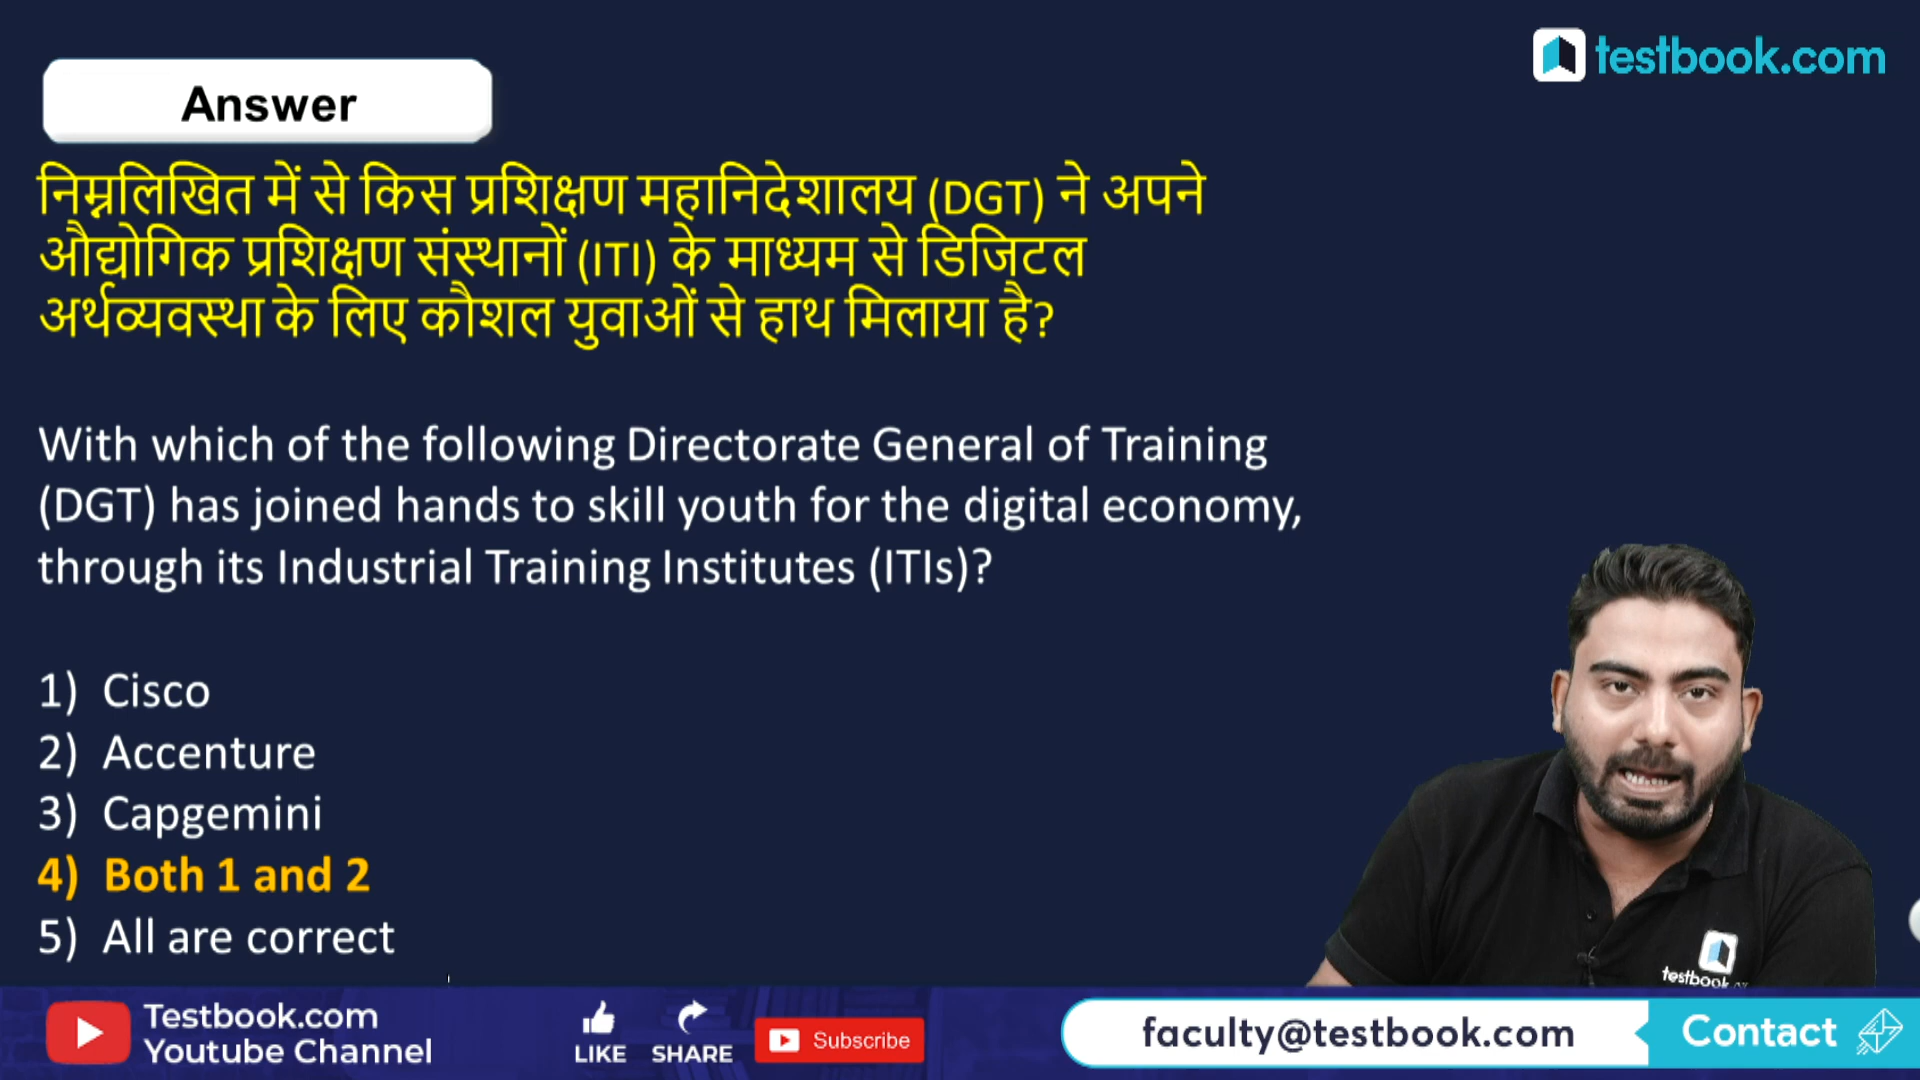 testbook.com
Answer
निम्नलिखित में से किस प्रशिक्षण महानिदेशालय (DGT) ने अपने
औद्योगिक प्रशिक्षण संस्थानों (ITI) के माध्यम से डिजिटल
अर्थव्यवस्था के लिए कौशल युवाओं से हाथ मिलाया है?
With which of the following Directorate General of Training
(DGT) has joined hands to skill youth for the digital economy,
through its Industrial Training Institutes (ITIs)?
1) Cisco
2) Accenture
3) Capgemini
4) Both 1 and 2
5) All are correct
testbook
Testbook.com
Youtube Channel
LIKE SHARE Subscribe
faculty@testbook.com Contact